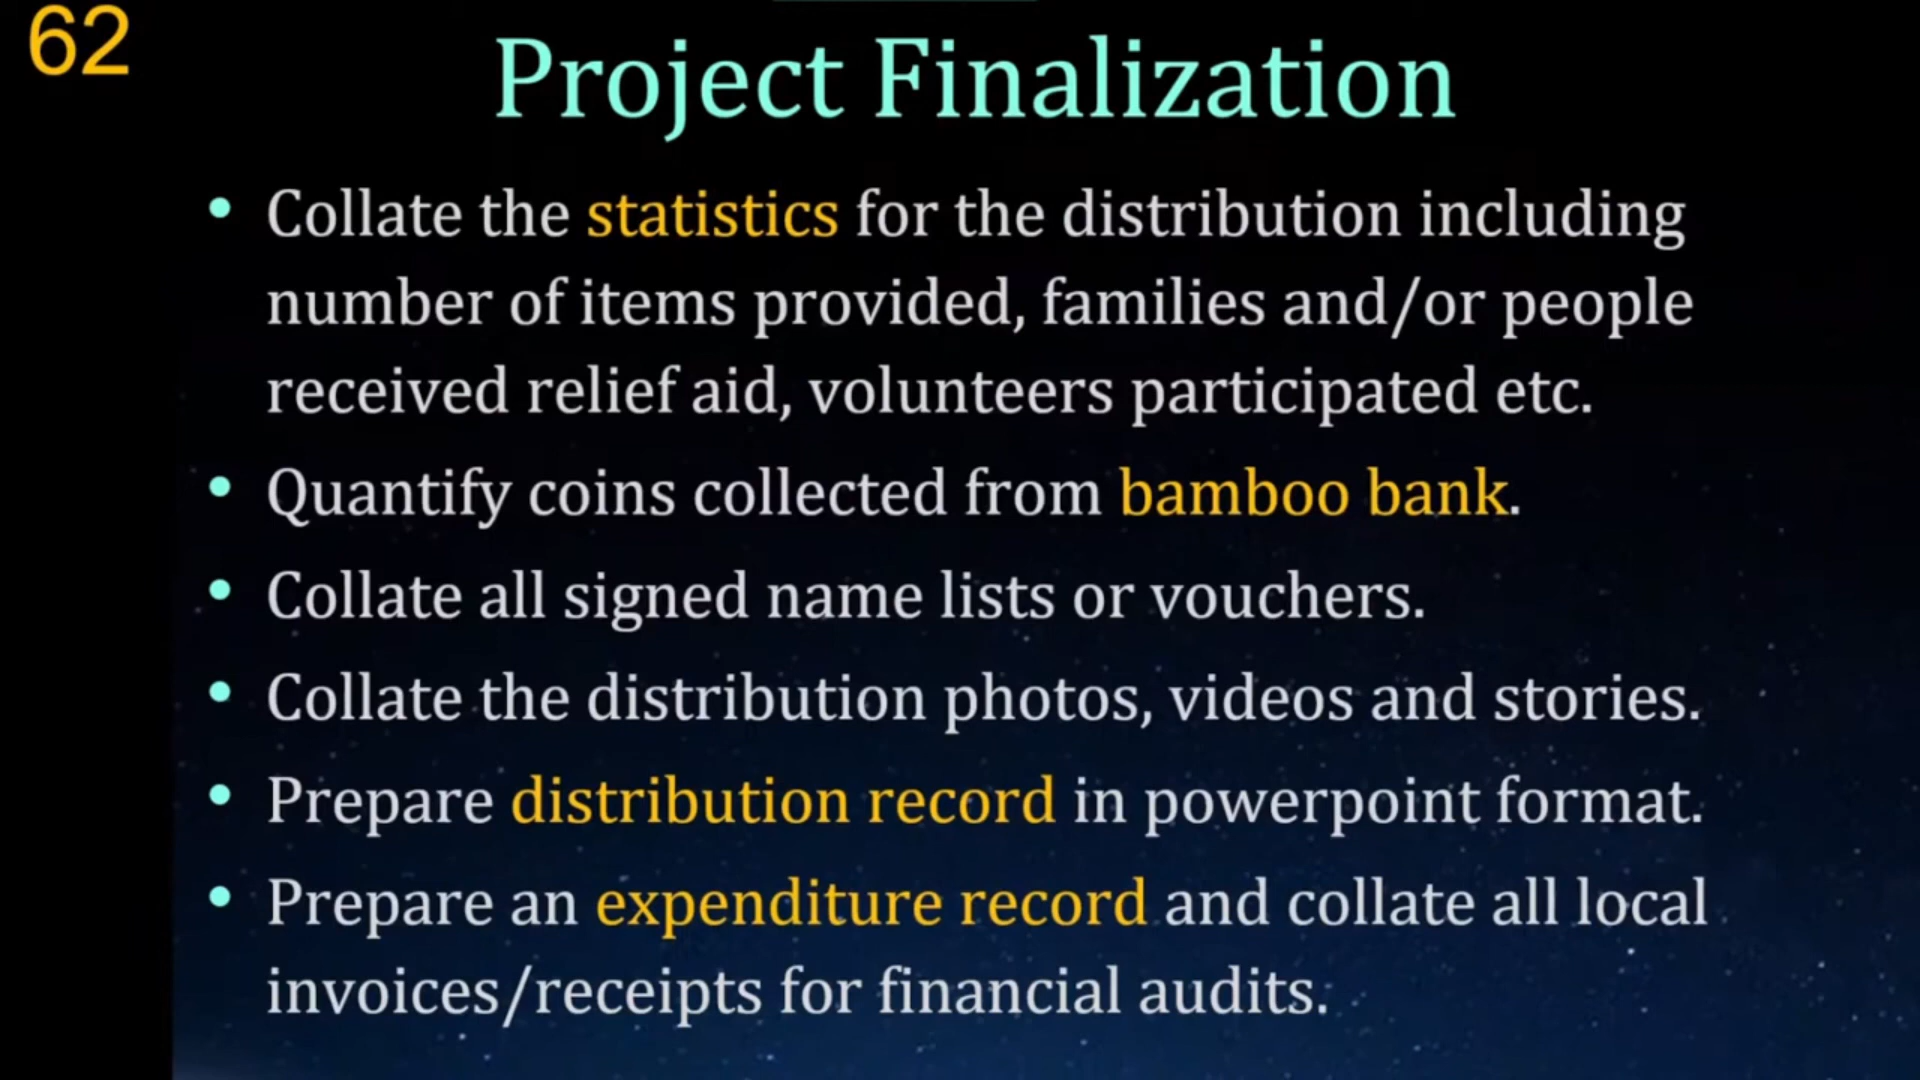 62
Project Finalization
• Collate the statistics for the distribution including
number of items provided, families and/or people
received relief aid, volunteers participated etc.
• Quantify coins collected from bamboo bank.
• Collate all signed name lists or vouchers.
• Collate the distribution photos, videos and stories.
• Prepare distribution record in powerpoint format.
• Prepare an expenditure record and collate all local
invoices/receipts for financial audits.